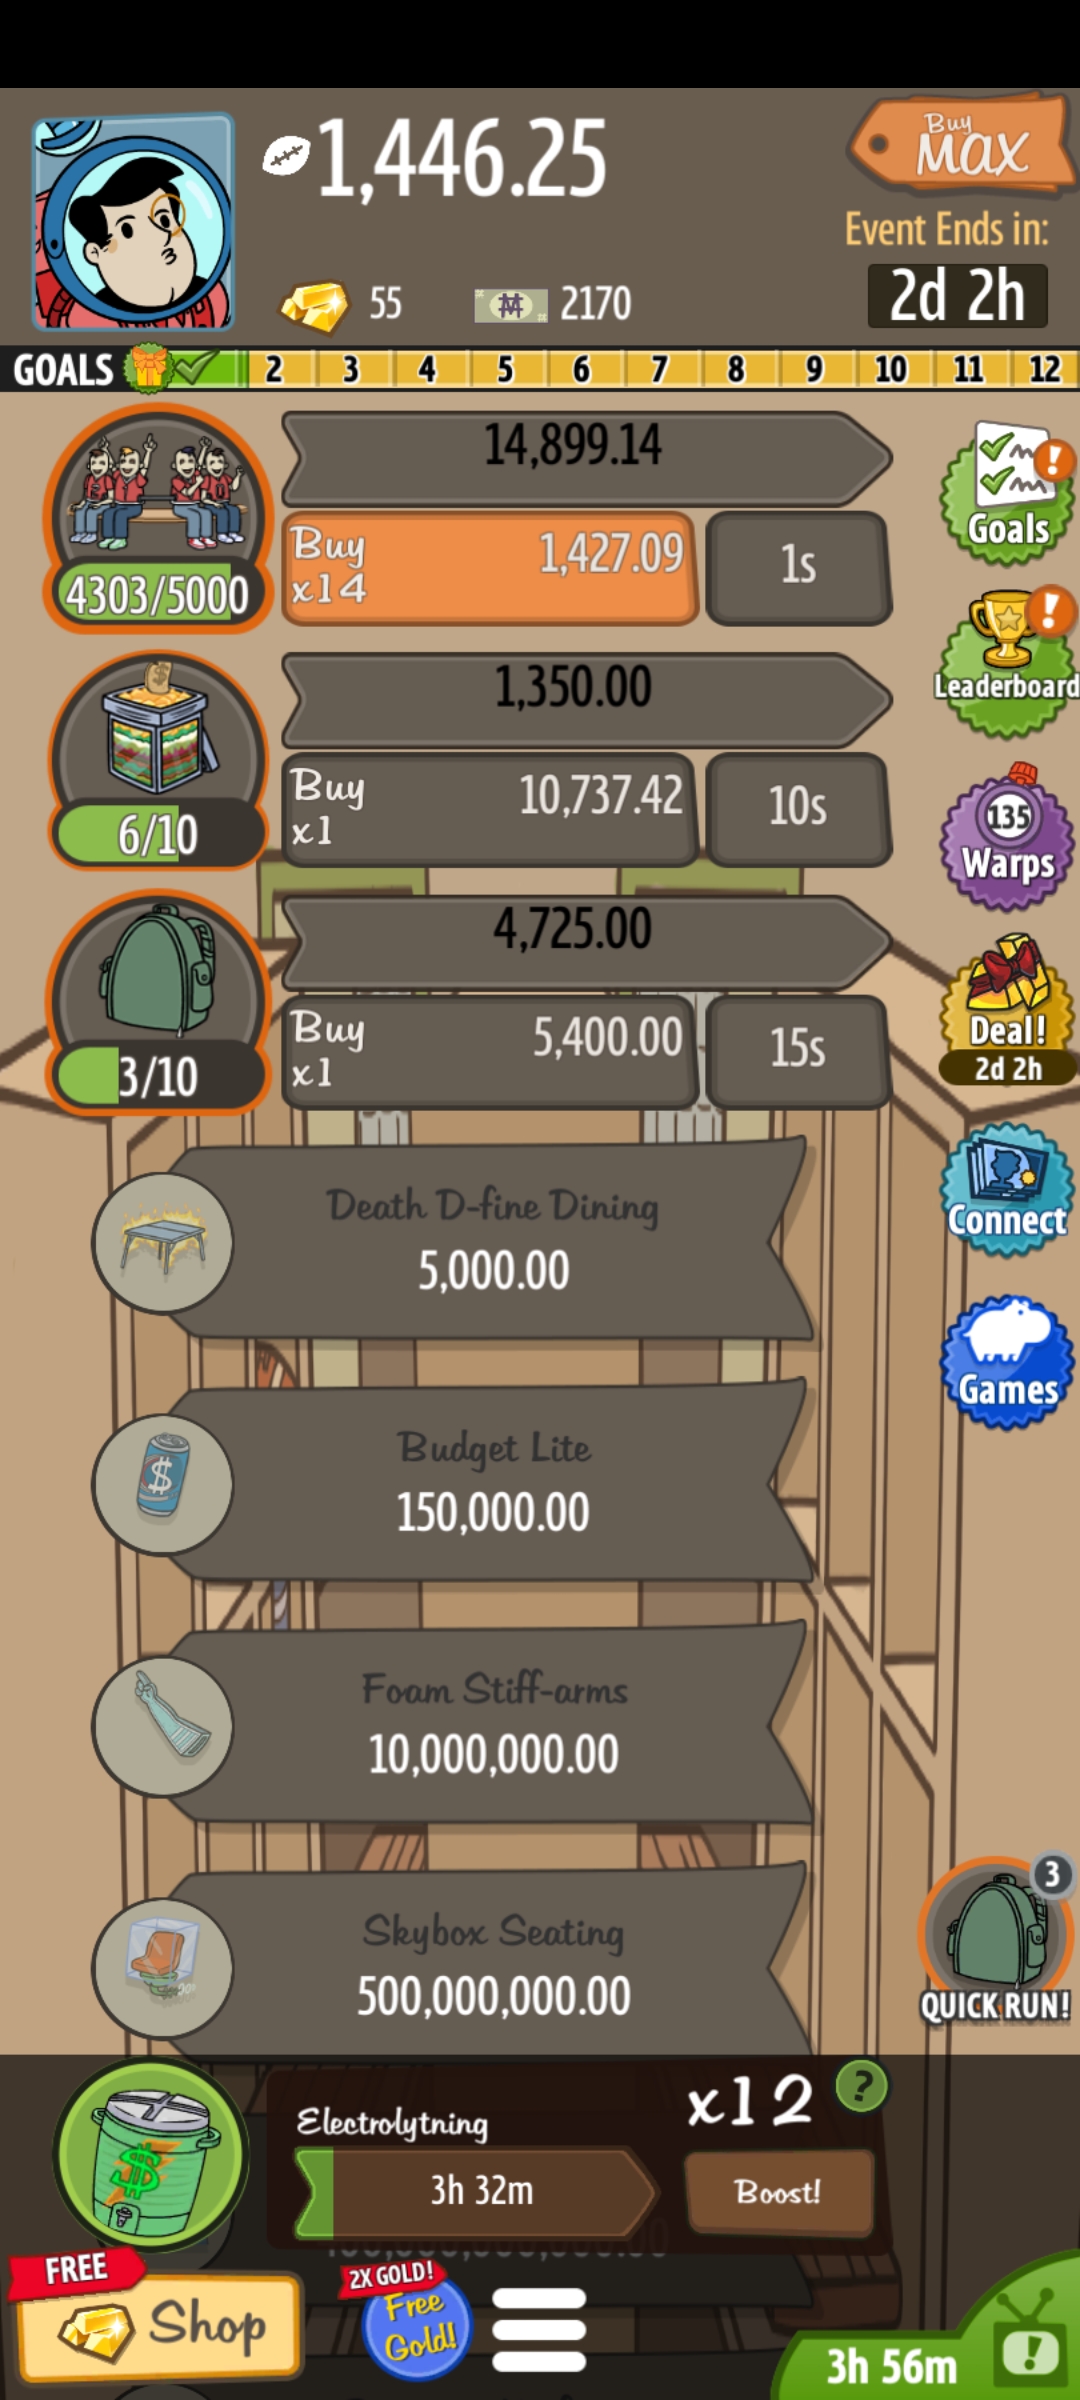 1,446.25
Buy
MAX
Event Ends in:
2d 2h
55
2170
GOALS 2 3 4 5 6 7 8 9 10 11 12
14,899.14
Buy
x14
1,427.09
1s
4303/5000
Goals
1,350.00
Buy
x1
10,737.42
10s
6/10
Leaderboard
135
Warps
4,725.00
Buy
x1
5,400.00
15s
3/10
Deal!
2d 2h
Death D-fine Dining
5,000.00
Connect
Budget Lite
150,000.00
Games
Foam Stiff-arms
10,000,000.00
Skybox Seating
500,000,000.00
3
QUICK RUN!
Electrolytning
3h 32m
x12
?
Boost!
FREE
Shop
2X GOLD!
Free
Gold!
3h 56m